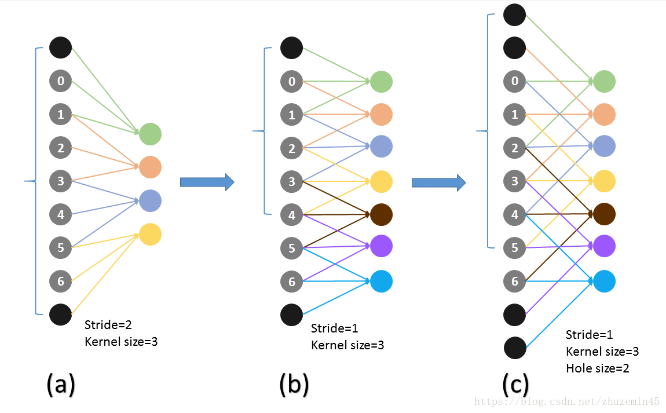 0
1
2
3
4
5
6
Stride=2
Kernel size=3
(a)
0
1
2
3
4
5
6
Stride=1
Kernel size=3
(b)
0
1
2
3
4
5
6
Stride=1
Kernel size=3
Hole size=2
(c)
https://blog.csdn.net/zhuzemin45